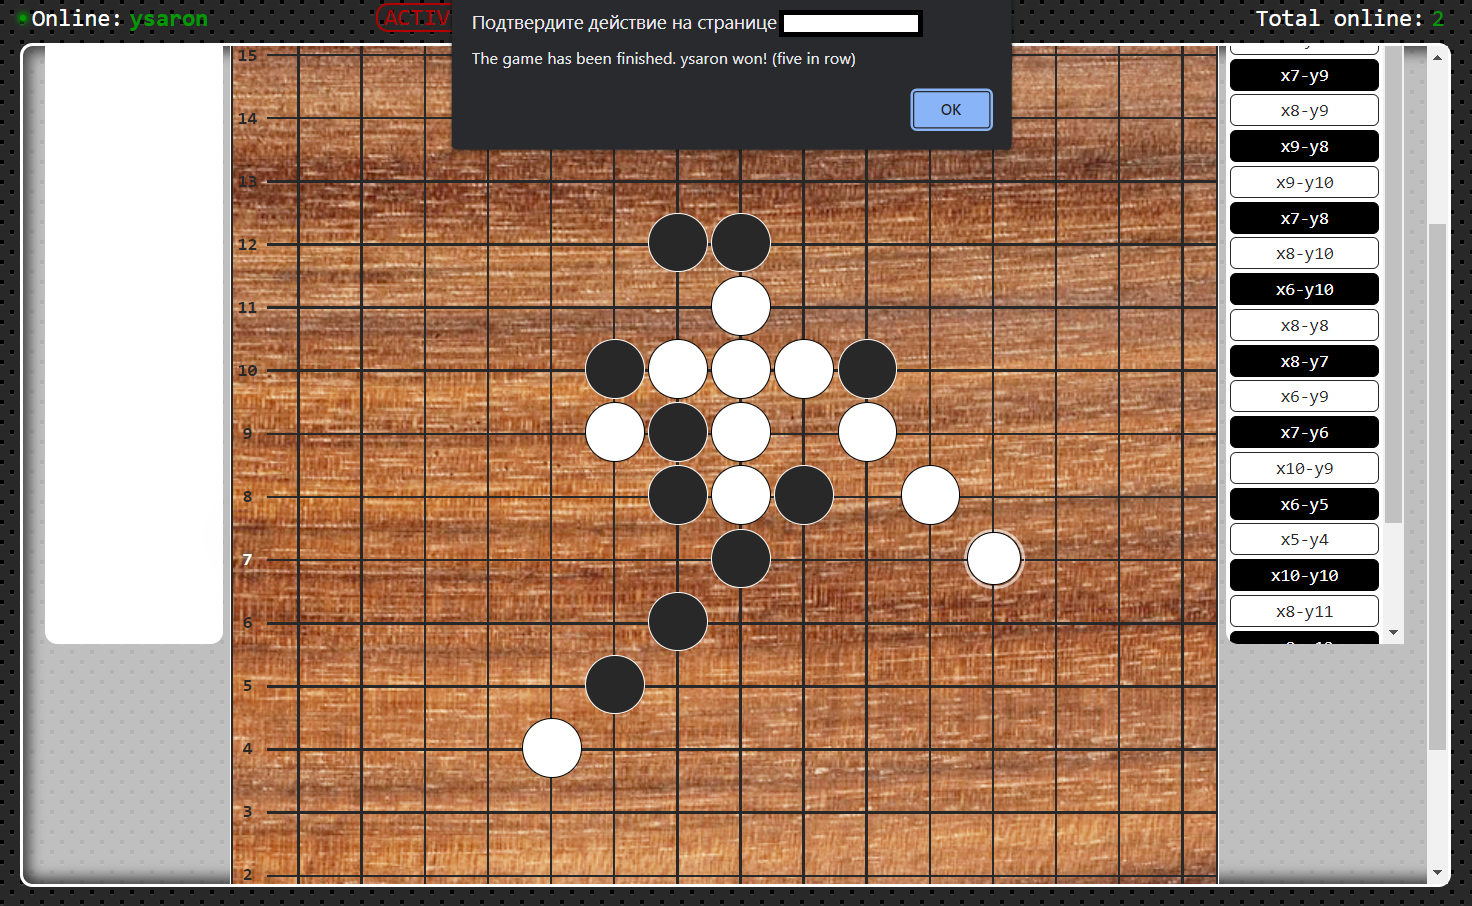 Online: ysaron
ACTIV
Total online: 2
Подтвердите действие на странице
The game has been finished. ysaron won! (five in row)
OK
15
14
13
12
11
10
9
8
7
6
5
4
3
2
x7-y9
x8-y9
x9-y8
x9-y10
x7-y8
x8-y10
x6-y10
x8-y8
x8-y7
x6-y9
x7-y6
x10-y9
x6-y5
x5-y4
x10-y10
x8-y11